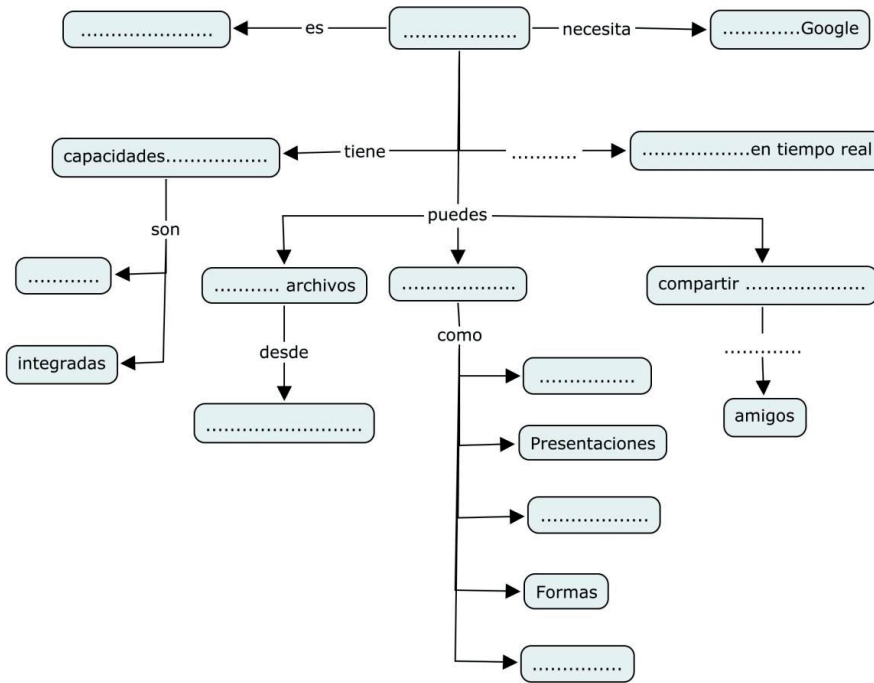 ......................
es
..................
necesita
.............Google
capacidades.................
tiene
...........
..................en tiempo real
son
puedes
............
........... archivos
....................
compartir ....................
integradas
desde
como
.............
................
..........................
amigos
Presentaciones
..................
Formas
...............